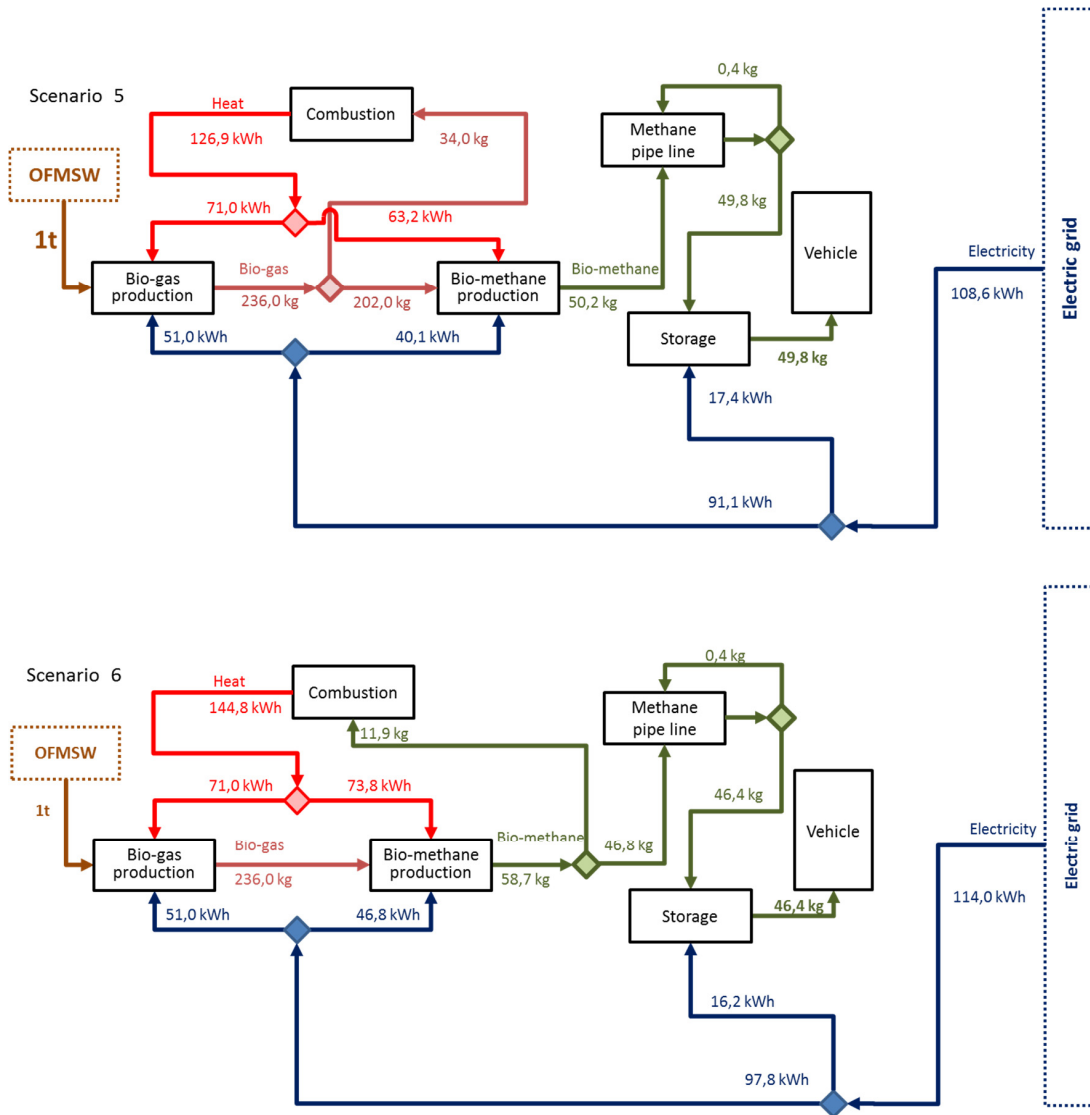 Scenario 5
Heat
126,9 kWh
Combustion
34,0 kg
0,4 kg
Methane
pipe line
OFMSW
1t
71,0 kWh
63,2 kWh
49,8 kg
Vehicle
Bio-gas
production
Bio-gas
236,0 kg
202,0 kg
Bio-methane
production
Bio-methane
50,2 kg
Storage
49,8 kg
51,0 kWh
40,1 kWh
17,4 kWh
91,1 kWh
Electricity
108,6 kWh
Electric grid
Scenario 6
Heat
144,8 kWh
Combustion
11,9 kg
0,4 kg
Methane
pipe line
OFMSW
1t
71,0 kWh
73,8 kWh
46,4 kg
Vehicle
Bio-gas
production
Bio-gas
236,0 kg
Bio-methane
production
Bio-methane
58,7 kg
46,8 kg
Storage
46,4 kg
51,0 kWh
46,8 kWh
16,2 kWh
97,8 kWh
Electricity
114,0 kWh
Electric grid